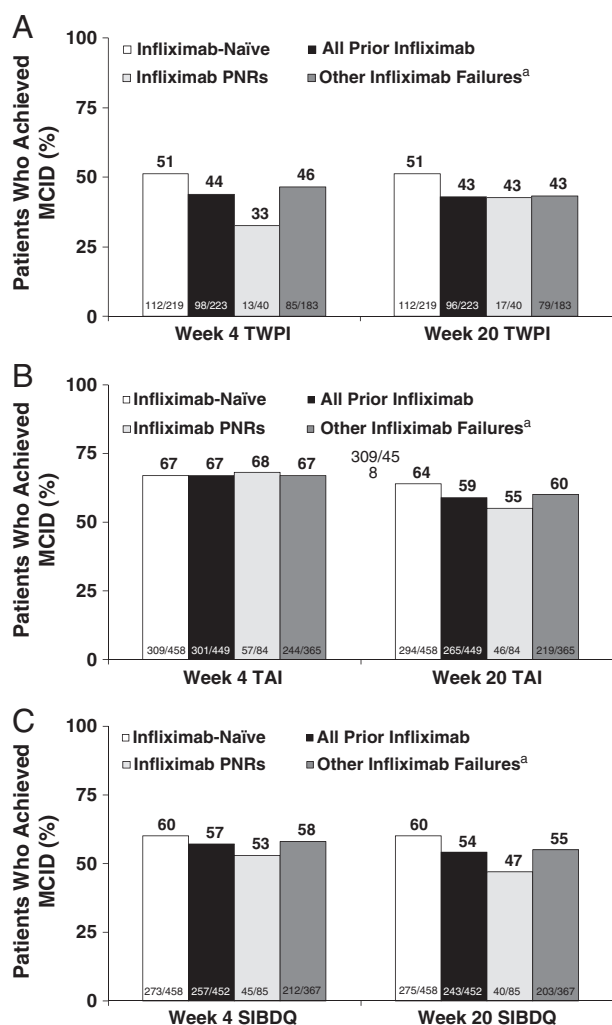 A
Patients Who Achieved
MCID (%)
100
75
50
25
0
Infliximab-Naïve All Prior Infliximab
Infliximab PNRs Other Infliximab Failuresa
51 44 33 46 51 43 43 43
112/219 98/223 13/40 85/183 112/219 96/223 17/40 79/183
Week 4 TWPI Week 20 TWPI
B
Patients Who Achieved
MCID (%)
100
75
50
25
0
Infliximab-Naïve All Prior Infliximab
Infliximab PNRs Other Infliximab Failuresa
309/45
8
67 67 68 67 64 59 55 60
309/458 301/449 57/84 244/365 294/458 265/449 46/84 219/365
Week 4 TAI Week 20 TAI
C
Patients Who Achieved
MCID (%)
100
75
50
25
0
Infliximab-Naïve All Prior Infliximab
Infliximab PNRs Other Infliximab Failuresa
60 57 53 58 60 54 47 55
273/458 257/452 45/85 212/367 275/458 243/452 40/85 203/367
Week 4 SIBDQ Week 20 SIBDQ